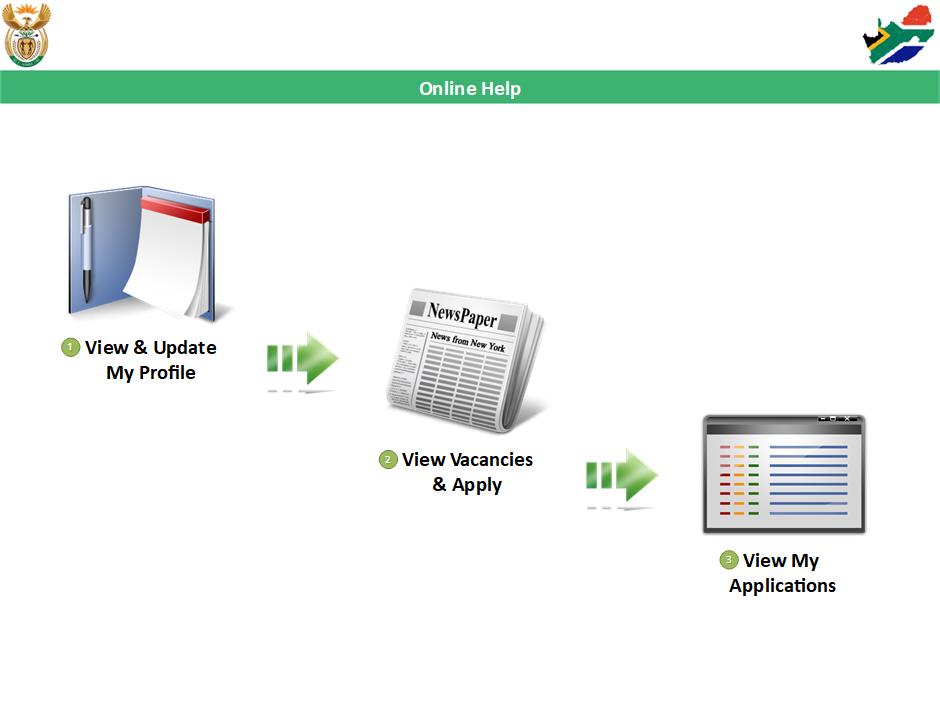 Online Help
1 View & Update
My Profile
NewsPaper
News from New York
2 View Vacancies
& Apply
3 View My
Applications